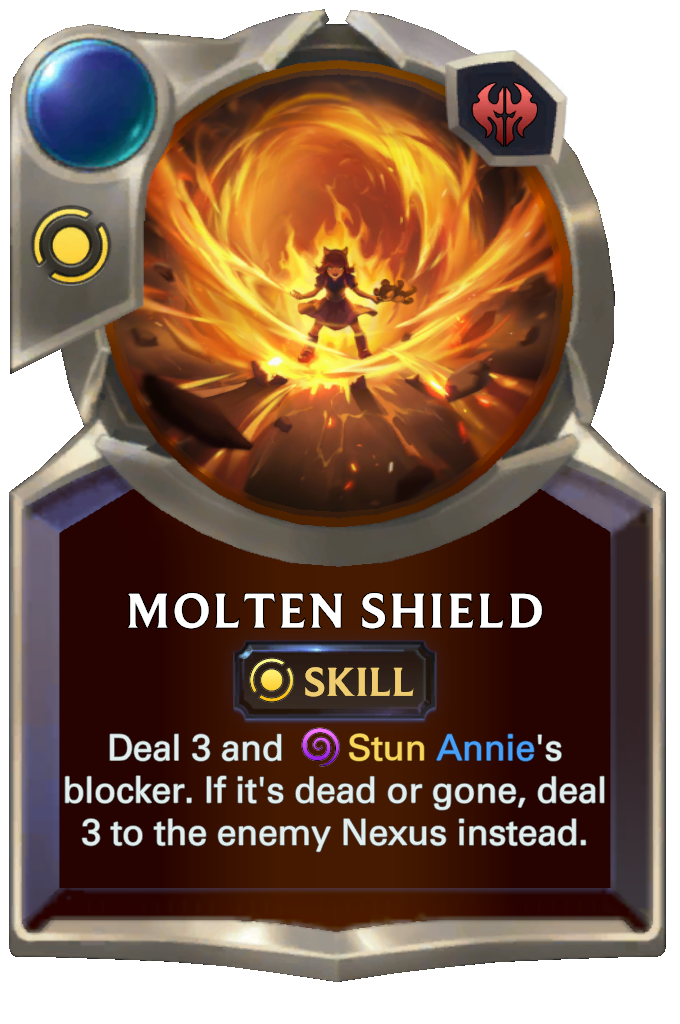 MOLTEN SHIELD
SKILL
Deal 3 and Stun Annie's
blocker. If it's dead or gone, deal
3 to the enemy Nexus instead.